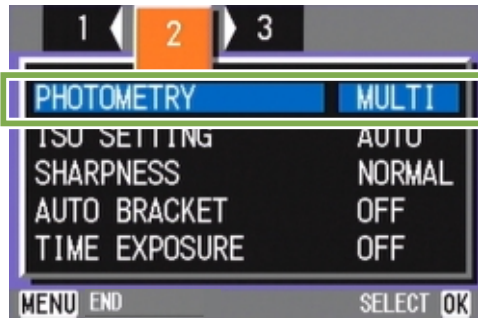 1 2 3
PHOTOMETRY MULTI
ISO SETTING AUTO
SHARPNESS NORMAL
AUTO BRACKET OFF
TIME EXPOSURE OFF
MENU END SELECT OK